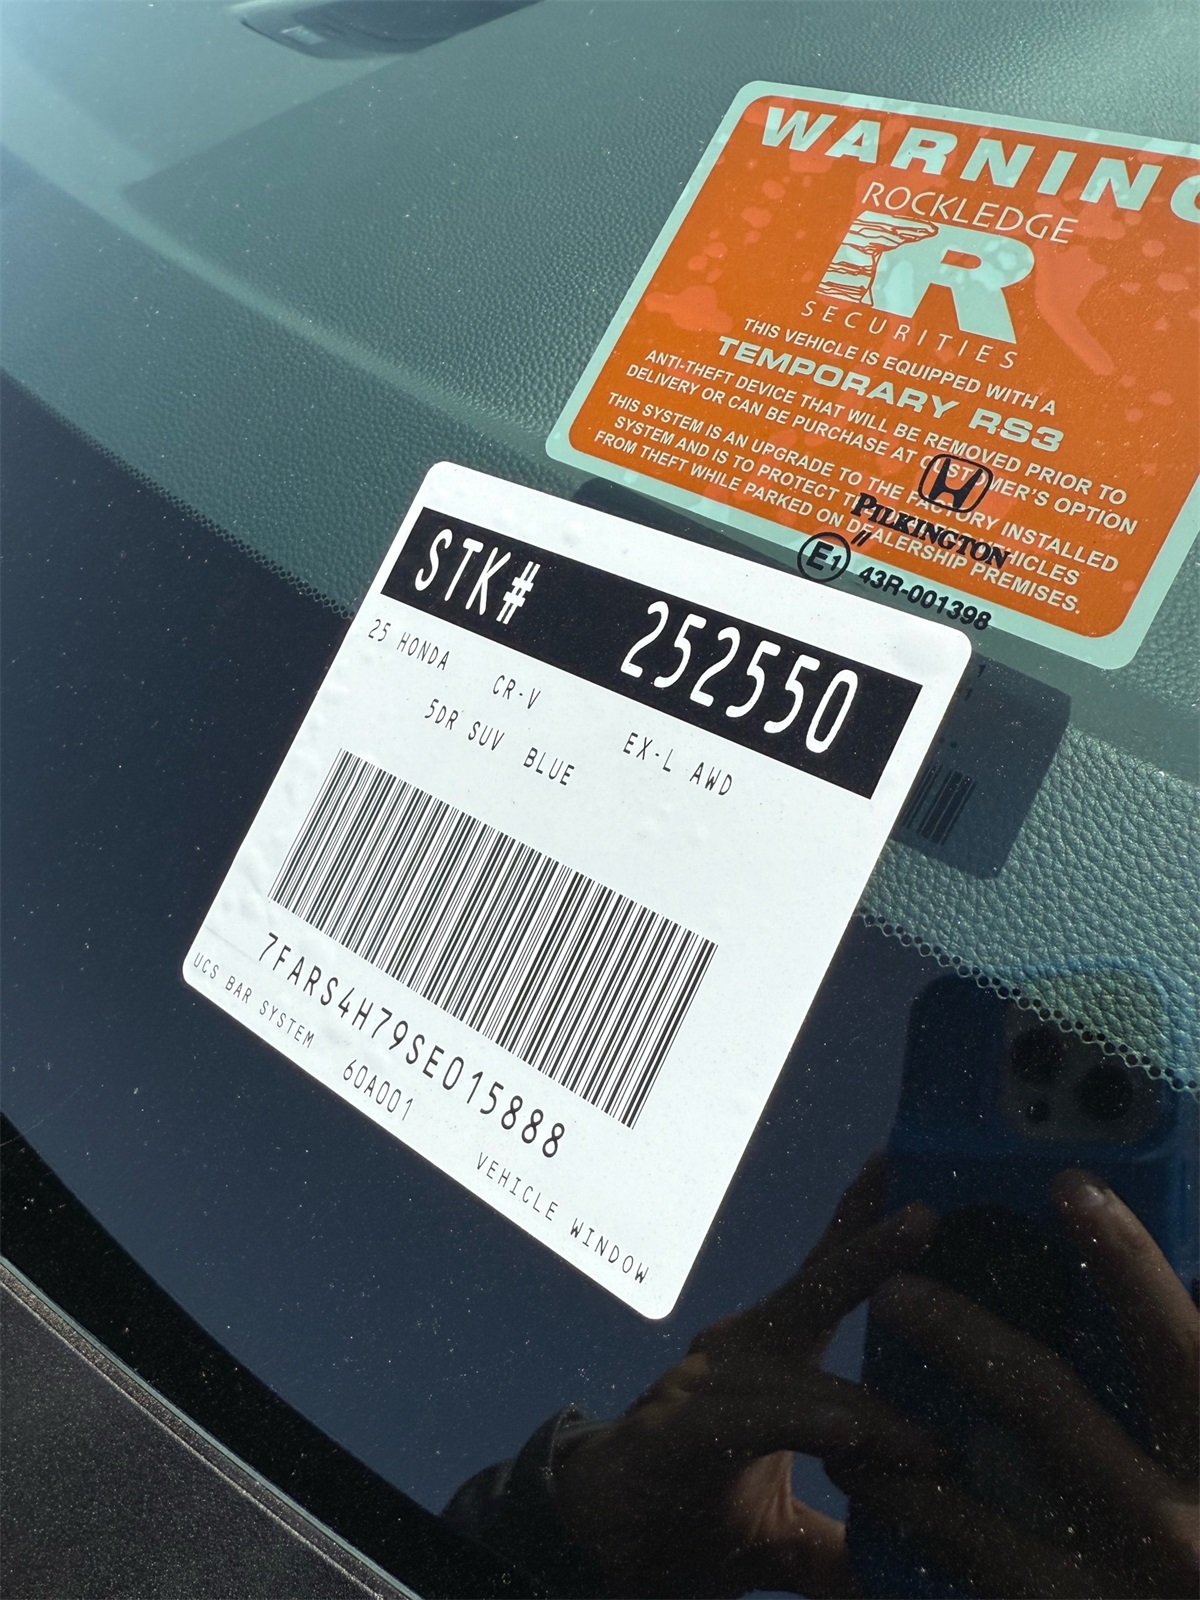 WARNING
ROCKLEDGE
R
SECURITIES
THIS VEHICLE IS EQUIPPED WITH A
TEMPORARY RS3
ANTI-THEFT DEVICE THAT WILL BE REMOVED PRIOR TO
DELIVERY OR CAN BE PURCHASE AT CUSTOMER'S OPTION
THIS SYSTEM IS AN UPGRADE TO THE FACTORY INSTALLED
SYSTEM AND IS TO PROTECT VEHICLES
FROM THEFT WHILE PARKED ON DEALERSHIP PREMISES.
PILKINGTON
E1 43R-001398
STK# 252550
25 HONDA CR-V EX-L AWD
5DR SUV BLUE
7FARS4H79SE015888
UCS BAR SYSTEM 60A001 VEHICLE WINDOW